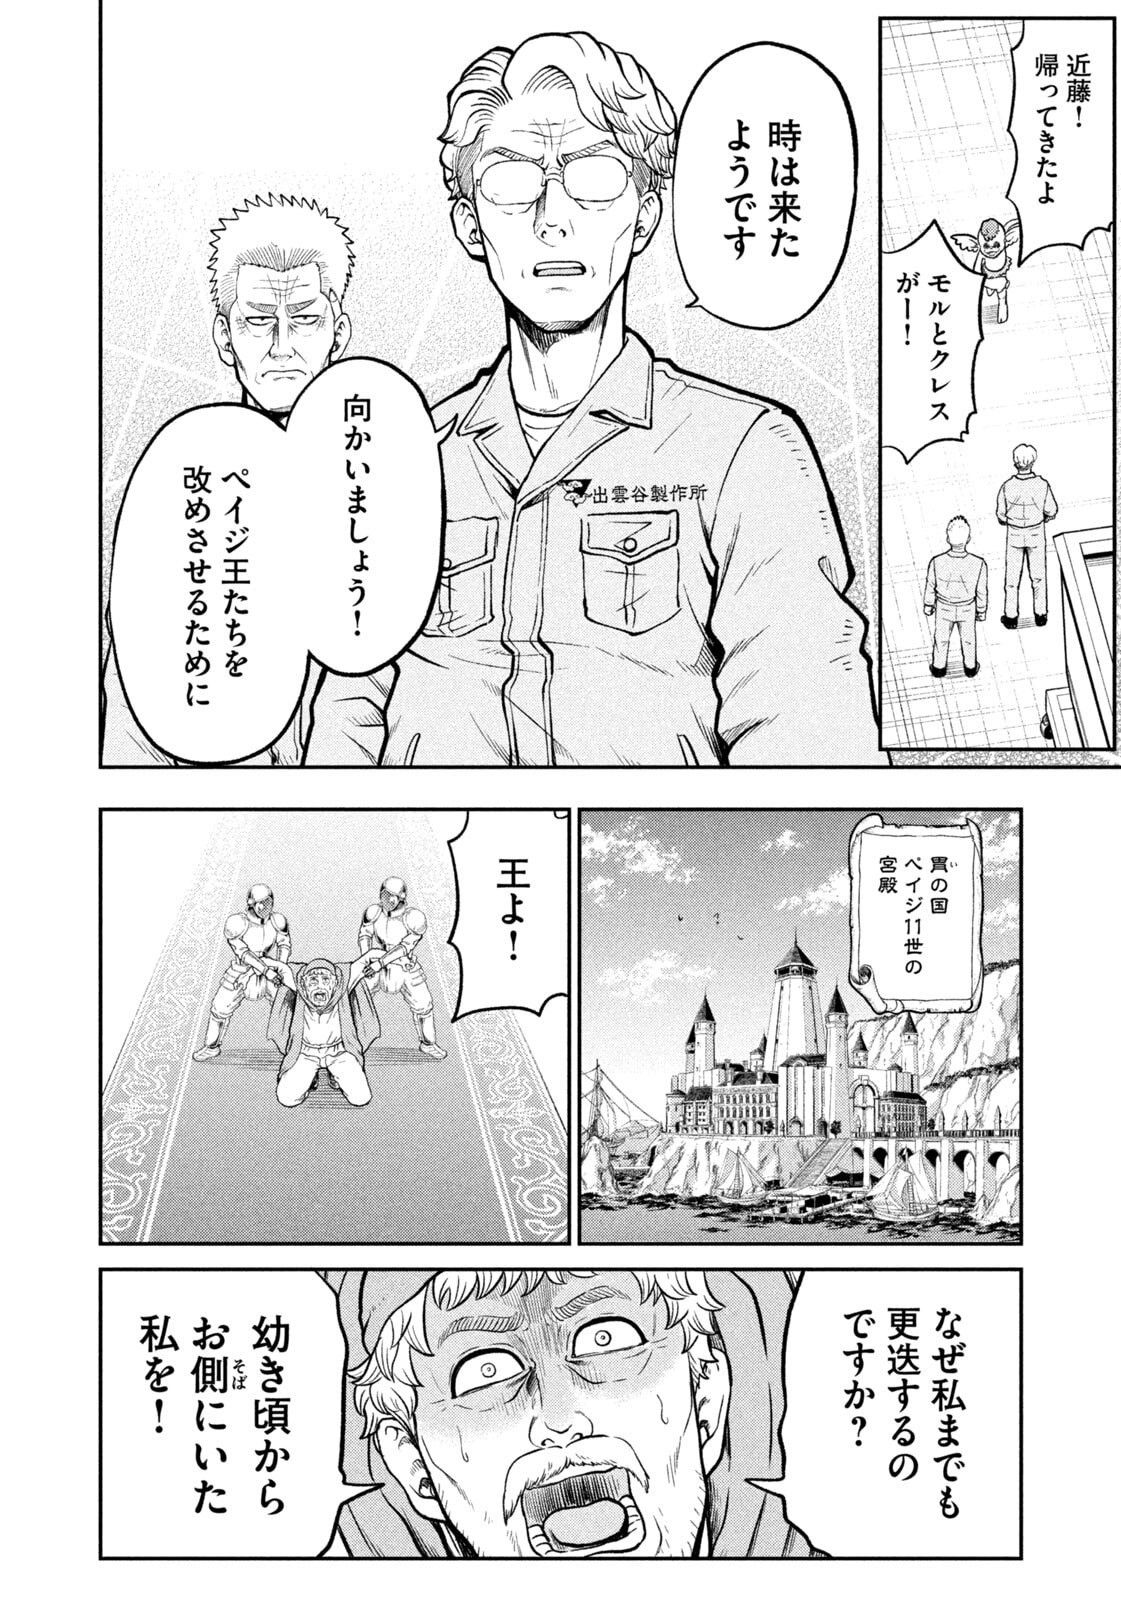 近藤！
帰ってきたよ
モルとクレス
がー！
時は来た
ようです
出雲谷製作所
向かいましょう！
ペイジ王たちを
改めさせるために
胃の国
い
ペイジ11世の
宮殿
王よ！
なぜ私までも
更迭するの
ですか？
幼き頃から
お側にいた
そば
私を！